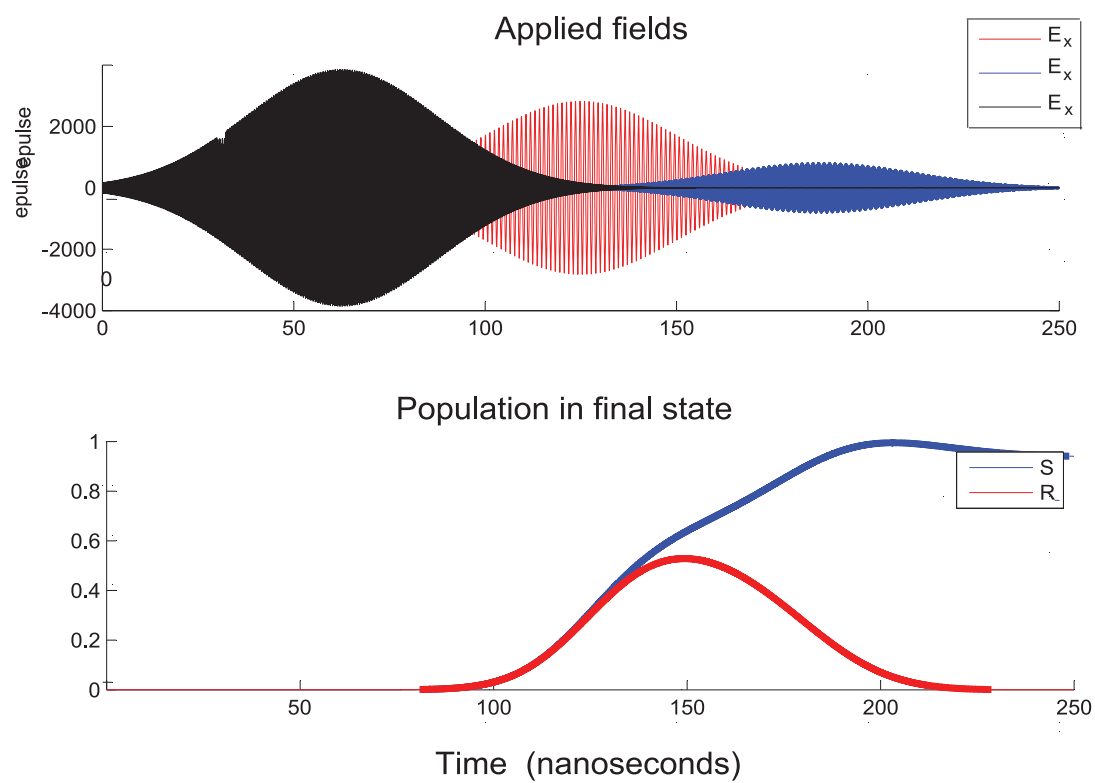 Applied fields
E x
E x
E x
epulse
epulse
2000
0
-2000
0
-4000
0 50 100 150 200 250
Population in final state
1
0.8
0.6
0.4
0.2
0
S
R
50 100 150 200 250
Time (nanoseconds)